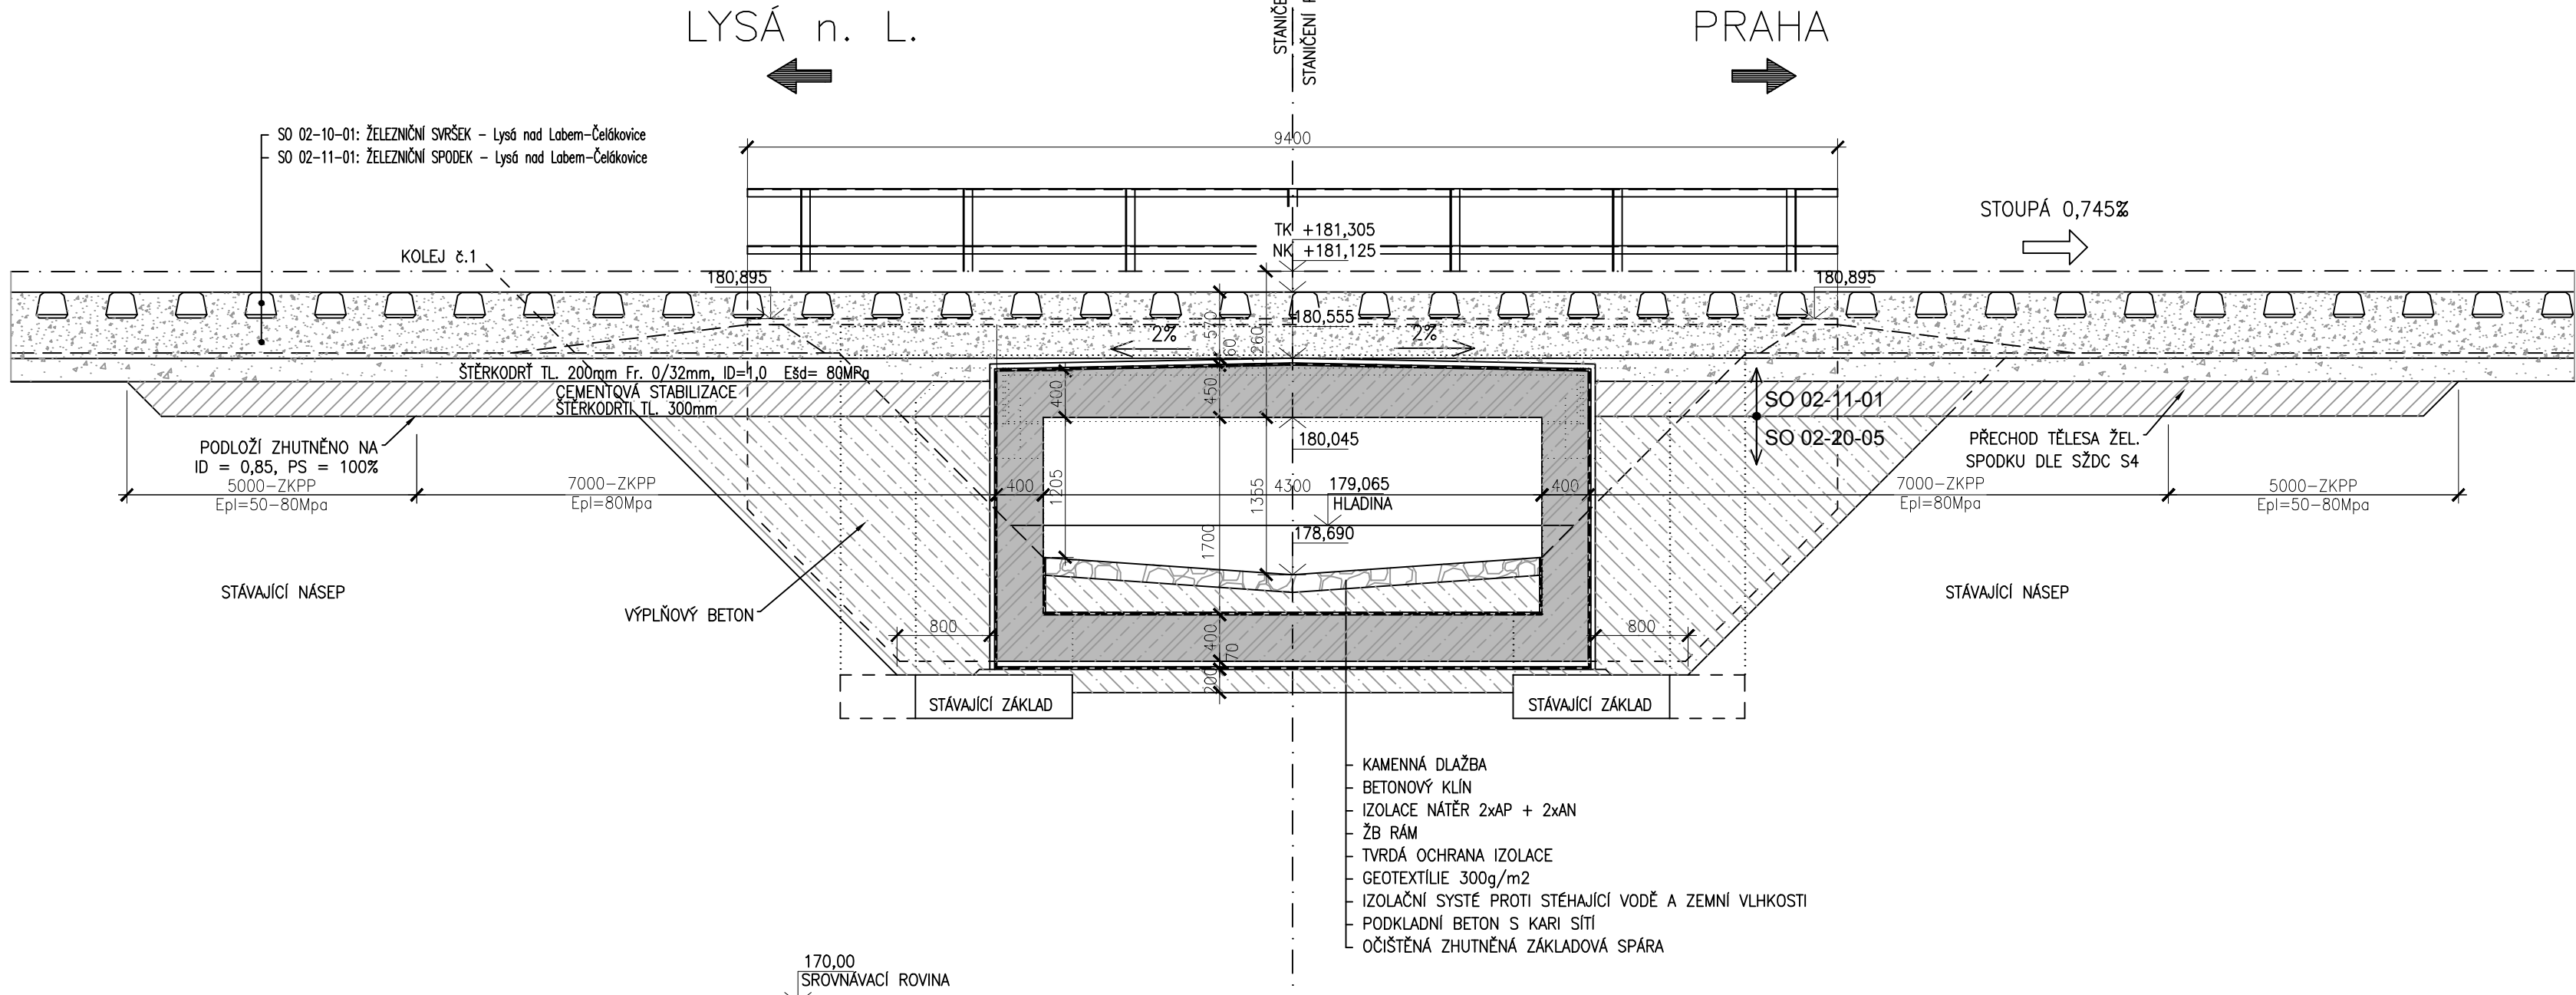 LYSÁ n. L.
PRAHA
STANIČENÍ
9400
SO 02-10-01: ŽELEZNIČNÍ SVRŠEK – Lysá nad Labem-Čelákovice
SO 02-11-01: ŽELEZNIČNÍ SPODEK – Lysá nad Labem-Čelákovice
STOUPÁ 0,745‰
TK +181,305
NK +181,125
KOLEJ č.1
180,895
180,895
570
180,555
2%
2%
60
ŠTĚRKODRŤ TL. 200mm Fr. 0/32mm, ID=1,0 Ešd= 80MPa
CEMENTOVÁ STABILIZACE
ŠTĚRKODRTI TL. 300mm
400
450
SO 02-11-01
SO 02-20-05
180,045
PODLOŽÍ ZHUTNĚNO NA
ID = 0,85, PS = 100%
PŘECHOD TĚLESA ŽEL.
SPODKU DLE SŽDC S4
5000-ZKPP
Epl=50-80Mpa
7000-ZKPP
Epl=80Mpa
400
1205
1355
4300
179,065
HLADINA
400
7000-ZKPP
Epl=80Mpa
5000-ZKPP
Epl=50-80Mpa
178,690
1700
STÁVAJÍCÍ NÁSEP
STÁVAJÍCÍ NÁSEP
VÝPLŇOVÝ BETON
800
400
70
800
200
STÁVAJÍCÍ ZÁKLAD
STÁVAJÍCÍ ZÁKLAD
KAMENNÁ DLAŽBA
BETONOVÝ KLÍN
IZOLACE NÁTĚR 2xAP + 2xAN
ŽB RÁM
TVRDÁ OCHRANA IZOLACE
GEOTEXTÍLIE 300g/m2
IZOLAČNÍ SYSTÉ PROTI STÉHAJÍCÍ VODĚ A ZEMNÍ VLHKOSTI
PODKLADNÍ BETON S KARI SÍTÍ
OČIŠTĚNÁ ZHUTNĚNÁ ZÁKLADOVÁ SPÁRA
170,00
SROVNÁVACÍ ROVINA